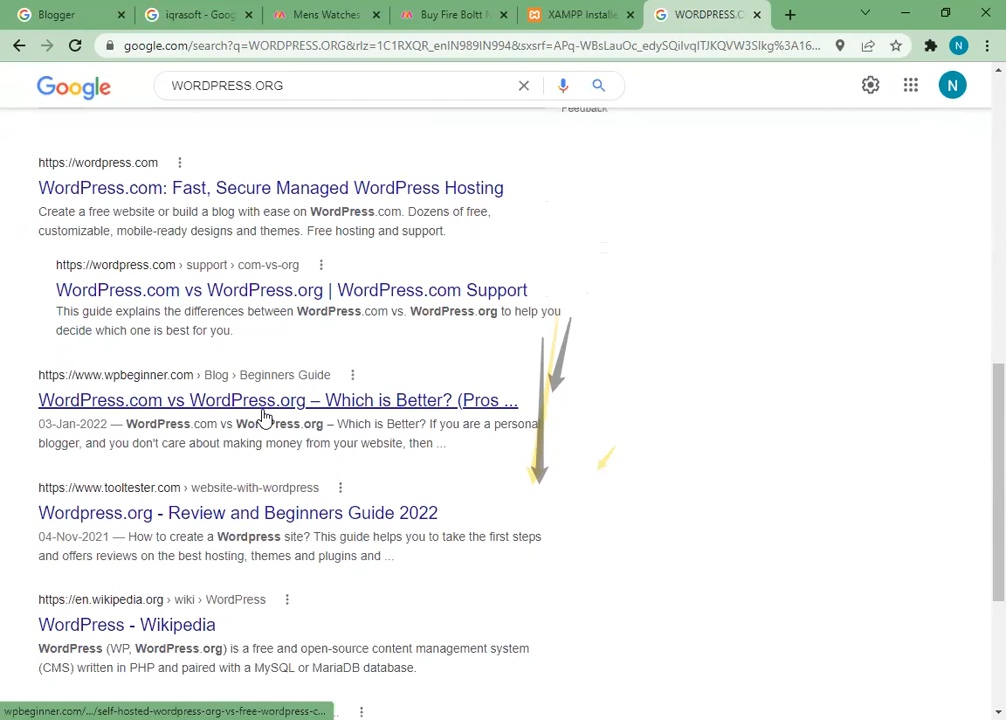 Blogger
iqrasoft - Goog
Mens Watches
Buy Fire Boltt
XAMPP Installe
WORDPRESS.C
google.com/search?q=WORDPRESS.ORG&rlz=1C1RXQR_enIN989IN994&sxsrf=APq-WBsLauOc_edySQiIvqITJKQVW3SIkg%3A16...
N
Google
WORDPRESS.ORG
N
Feedback
https://wordpress.com
WordPress.com: Fast, Secure Managed WordPress Hosting
Create a free website or build a blog with ease on WordPress.com. Dozens of free,
customizable, mobile-ready designs and themes. Free hosting and support.
https://wordpress.com › support › com-vs-org
WordPress.com vs WordPress.org | WordPress.com Support
This guide explains the differences between WordPress.com vs. WordPress.org to help you
decide which one is best for you.
https://www.wpbeginner.com › Blog › Beginners Guide
WordPress.com vs WordPress.org – Which is Better? (Pros ...
03-Jan-2022 — WordPress.com vs WordPress.org – Which is Better? If you are a personal
blogger, and you don't care about making money from your website, then ...
https://www.tooltester.com › website-with-wordpress
Wordpress.org - Review and Beginners Guide 2022
04-Nov-2021 — How to create a Wordpress site? This guide helps you to take the first steps
and offers reviews on the best hosting, themes and plugins and ...
https://en.wikipedia.org › wiki › WordPress
WordPress - Wikipedia
WordPress (WP, WordPress.org) is a free and open-source content management system
(CMS) written in PHP and paired with a MySQL or MariaDB database.
wpbeginner.com/.../self-hosted-wordpress-org-vs-free-wordpress-c...